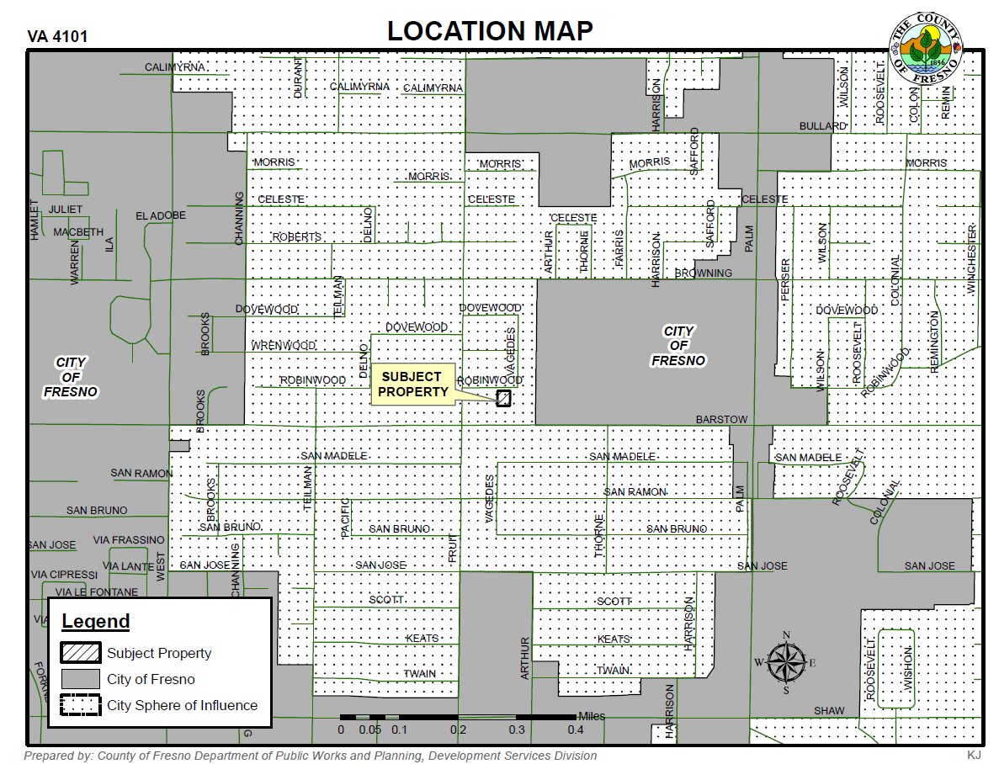 VA 4101
LOCATION MAP
THE COUNTY
OF FRESNO
1856
CALIMYRNA
DURANT
CALIMYRNA
CALIMYRNA
HARRISON
WILSON
ROOSEVELT
COLON
REMIN
BULLARD
MORRIS
MORRIS
MORRIS
MORRIS
SAFFORD
MORRIS
HAMLET
JULIET
MACBETH
WARREN
ILA
EL ADOBE
CHANNING
CELESTE
DELNO
CELESTE
CELESTE
CELESTE
ROBERTS
ARTHUR
THORNE
FARRIS
HARRISON
SAFFORD
PALM
WILSON
WINCHESTER
BROWNING
PERSER
COLONIAL
TEILMAN
DOVEWOOD
DOVEWOOD
DOVEWOOD
DOVEWOOD
BROOKS
WRENWOOD
DELNO
VAGEDES
CITY
OF
FRESNO
CITY
OF
FRESNO
WILSON
ROOSEVELT
ROBINWOOD
REMINGTON
ROBINWOOD
SUBJECT
PROPERTY
ROBINWOOD
BROOKS
BARSTOW
SAN MADELE
SAN MADELE
SAN MADELE
SAN RAMON
BROOKS
TEILMAN
VAGEDES
SAN RAMON
PALM
ROOSEVELT
COLONIAL
SAN BRUNO
SAN BRUNO
PACIFIC
SAN BRUNO
FRUIT
THORNE
SAN BRUNO
SAN JOSE
VIA FRASSINO
VIA LANTE
WEST
SAN JOSE
CHANNING
SAN JOSE
SAN JOSE
SAN JOSE
VIA CIPRESSI
VIA LE FONTANE
VIA
SCOTT
SCOTT
HARRISON
KEATS
KEATS
ARTHUR
TWAIN
TWAIN
HARRISON
ROOSEVELT
WISHON
SHAW
FORNE
G
N
W E
S
Legend
Subject Property
City of Fresno
City Sphere of Influence
Miles
0 0.05 0.1 0.2 0.3 0.4
Prepared by: County of Fresno Department of Public Works and Planning, Development Services Division
KJ